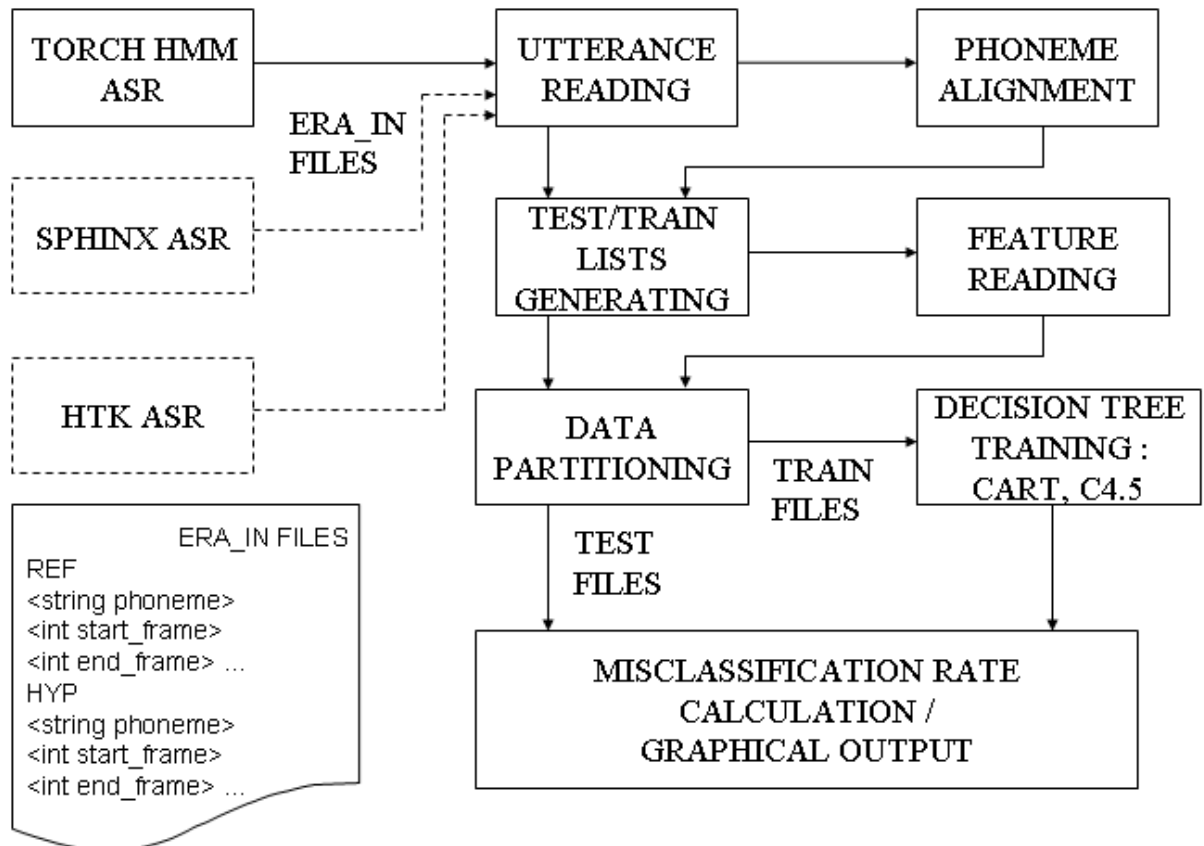 TORCH HMM
ASR
UTTERANCE
READING
PHONEME
ALIGNMENT
ERA_IN
FILES
SPHINX ASR
TEST/TRAIN
LISTS
GENERATING
FEATURE
READING
HTK ASR
DATA
PARTITIONING
TRAIN
FILES
DECISION TREE
TRAINING :
CART, C4.5
TEST
FILES
MISCLASSIFICATION RATE
CALCULATION /
GRAPHICAL OUTPUT
ERA_IN FILES
REF
<string phoneme>
<int start_frame>
<int end_frame> ...
HYP
<string phoneme>
<int start_frame>
<int end_frame> ...